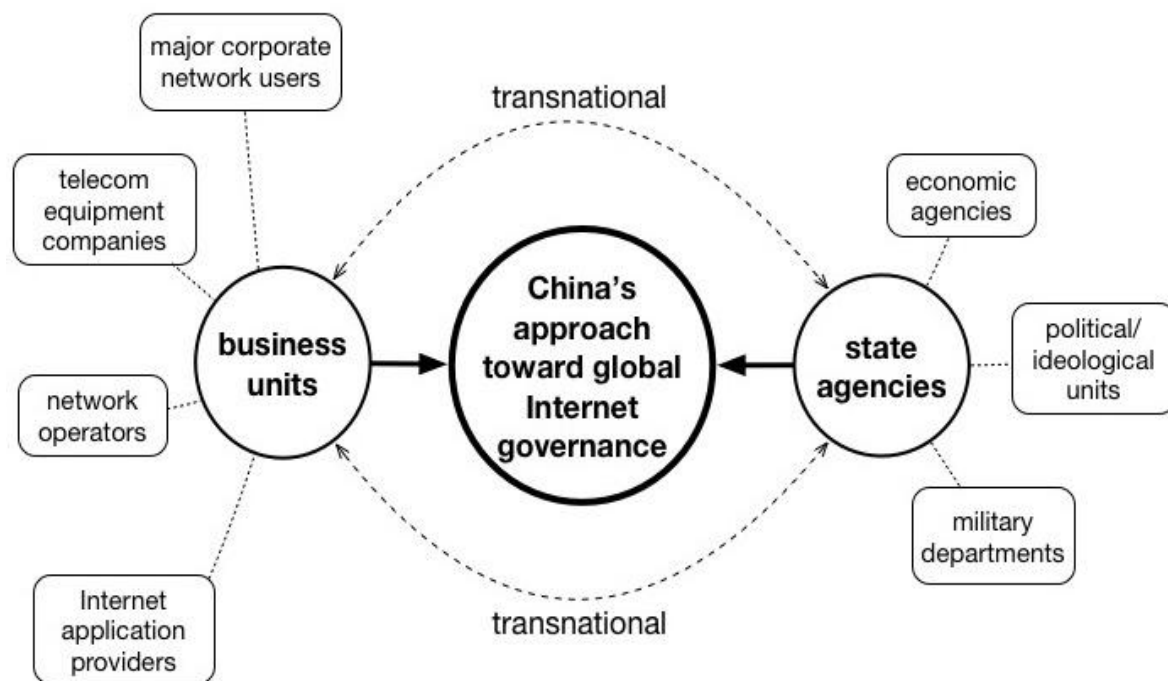 major corporate
network users
transnational
telecom
equipment
companies
economic
agencies
business
units
China’s
approach
toward global
Internet
governance
state
agencies
political/
ideological
units
network
operators
military
departments
Internet
application
providers
transnational